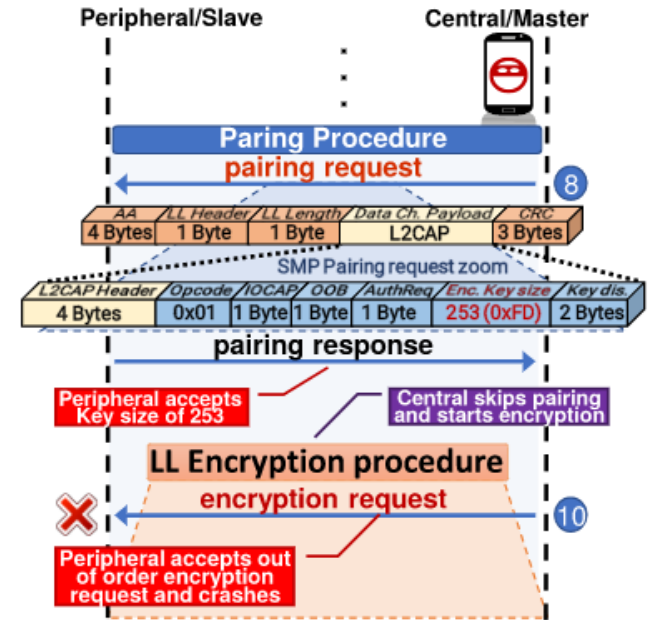 Peripheral/Slave Central/Master
Paring Procedure
pairing request
8
AA LL Header LL Length Data Ch. Payload CRC
4 Bytes 1 Byte 1 Byte L2CAP 3 Bytes
SMP Pairing request zoom
L2CAP Header Opcode IOCAP OOB AuthReq Enc. Key size Key dis.
4 Bytes 0x01 1 Byte 1 Byte 1 Byte 253 (0xFD) 2 Bytes
pairing response
Peripheral accepts
Key size of 253
Central skips pairing
and starts encryption
LL Encryption procedure
encryption request
10
Peripheral accepts out
of order encryption
request and crashes